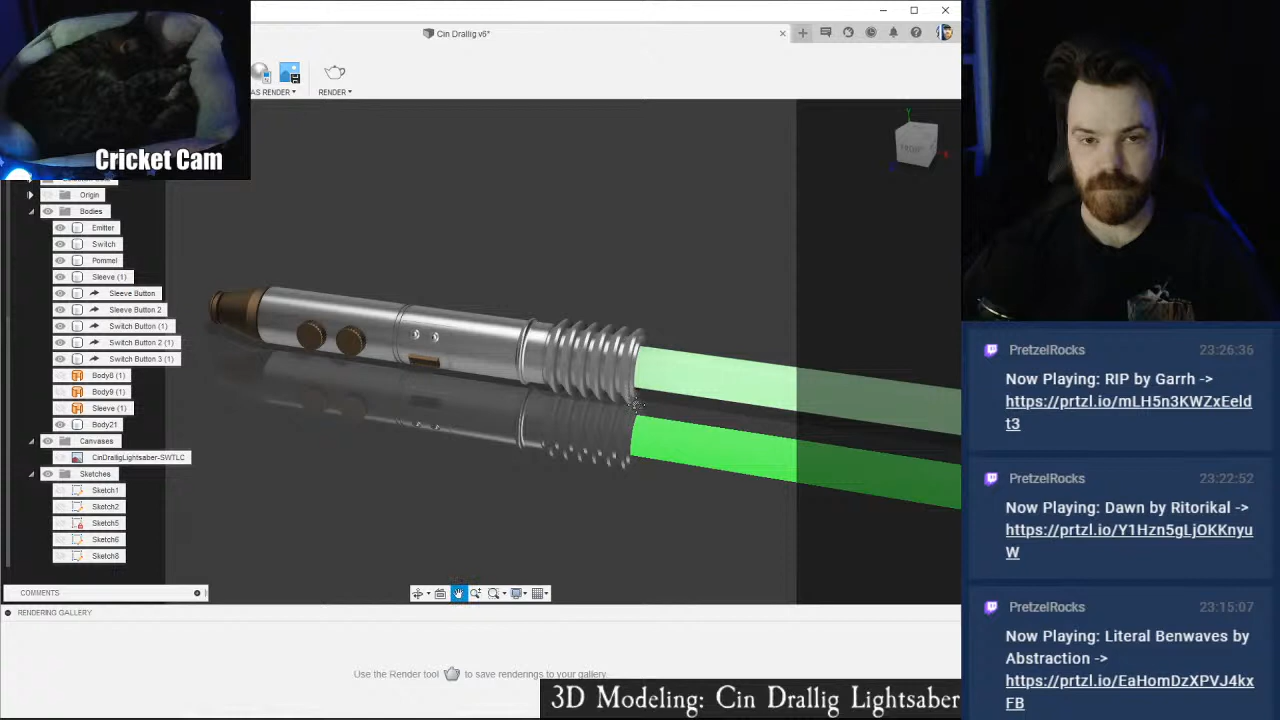 Cin Drallig v6*
Cricket Cam
AS RENDER
RENDER
FRONT
Origin
Bodies
Emitter
Switch
Pommel
Sleeve (1)
Sleeve Button
Sleeve Button 2
Switch Button (1)
Switch Button 2 (1)
Switch Button 3 (1)
Body8 (1)
Body9 (1)
Sleeve (1)
Body21
Canvases
CinDralligLightsaber-SWTLC
Sketches
Sketch1
Sketch2
Sketch5
Sketch6
Sketch8
COMMENTS
RENDERING GALLERY
Use the Render tool to save renderings to your gallery
3D Modeling: Cin Drallig Lightsaber
PretzelRocks 23:26:36
Now Playing: RIP by Garrh ->
https://prtzl.io/mLH5n3KWZxEeld
t3
PretzelRocks 23:22:52
Now Playing: Dawn by Ritorikal ->
https://prtzl.io/Y1Hzn5gLjOKKnyu
W
PretzelRocks 23:15:07
Now Playing: Literal Benwaves by
Abstraction ->
https://prtzl.io/EaHomDzXPVJ4kx
FB